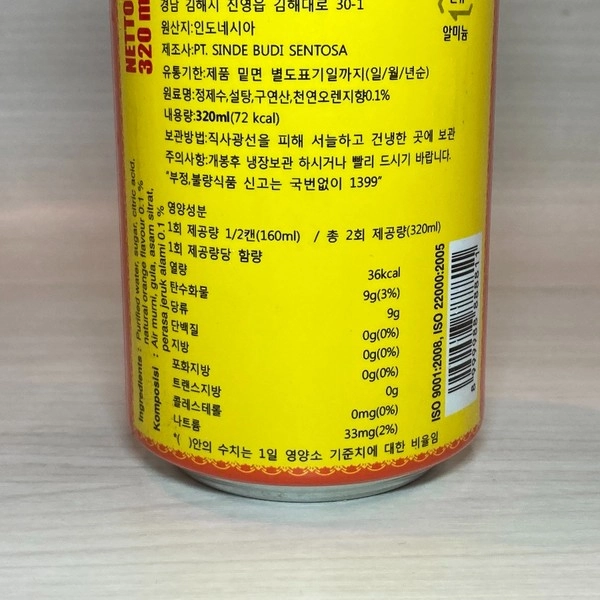 경남 김해시 진영읍 김해대로 30-1
원산지:인도네시아
제조사:PT. SINDE BUDI SENTOSA
유통기한:제품 밑면 별도표기일까지(일/월/년순)
원료명:정제수,설탕,구연산,천연오렌지향0.1%
내용량:320ml(72 kcal)
보관방법:직사광선을 피해 서늘하고 건냉한 곳에 보관
주의사항:개봉후 냉장보관 하시거나 빨리 드시기 바랍니다.
"부정,불량식품 신고는 국번없이 1399"
영양성분
1회 제공량 1/2캔(160ml) / 총 2회 제공량(320ml)
1회 제공량당 함량
열량 36kcal
탄수화물 9g(3%)
당류 9g
단백질 0g(0%)
지방 0g(0%)
포화지방 0g(0%)
트랜스지방 0g
콜레스테롤 0mg(0%)
나트륨 33mg(2%)
*( )안의 수치는 1일 영양소 기준치에 대한 비율임
NETTO
320 m
Ingredients : Purified water, sugar, citric acid,
natural orange flavour 0.1 %
Komposisi : Air murni, gula, asam sitrat,
perasa jeruk alami 0.1 %
알미늄
ISO 9001:2008, ISO 22000:2005